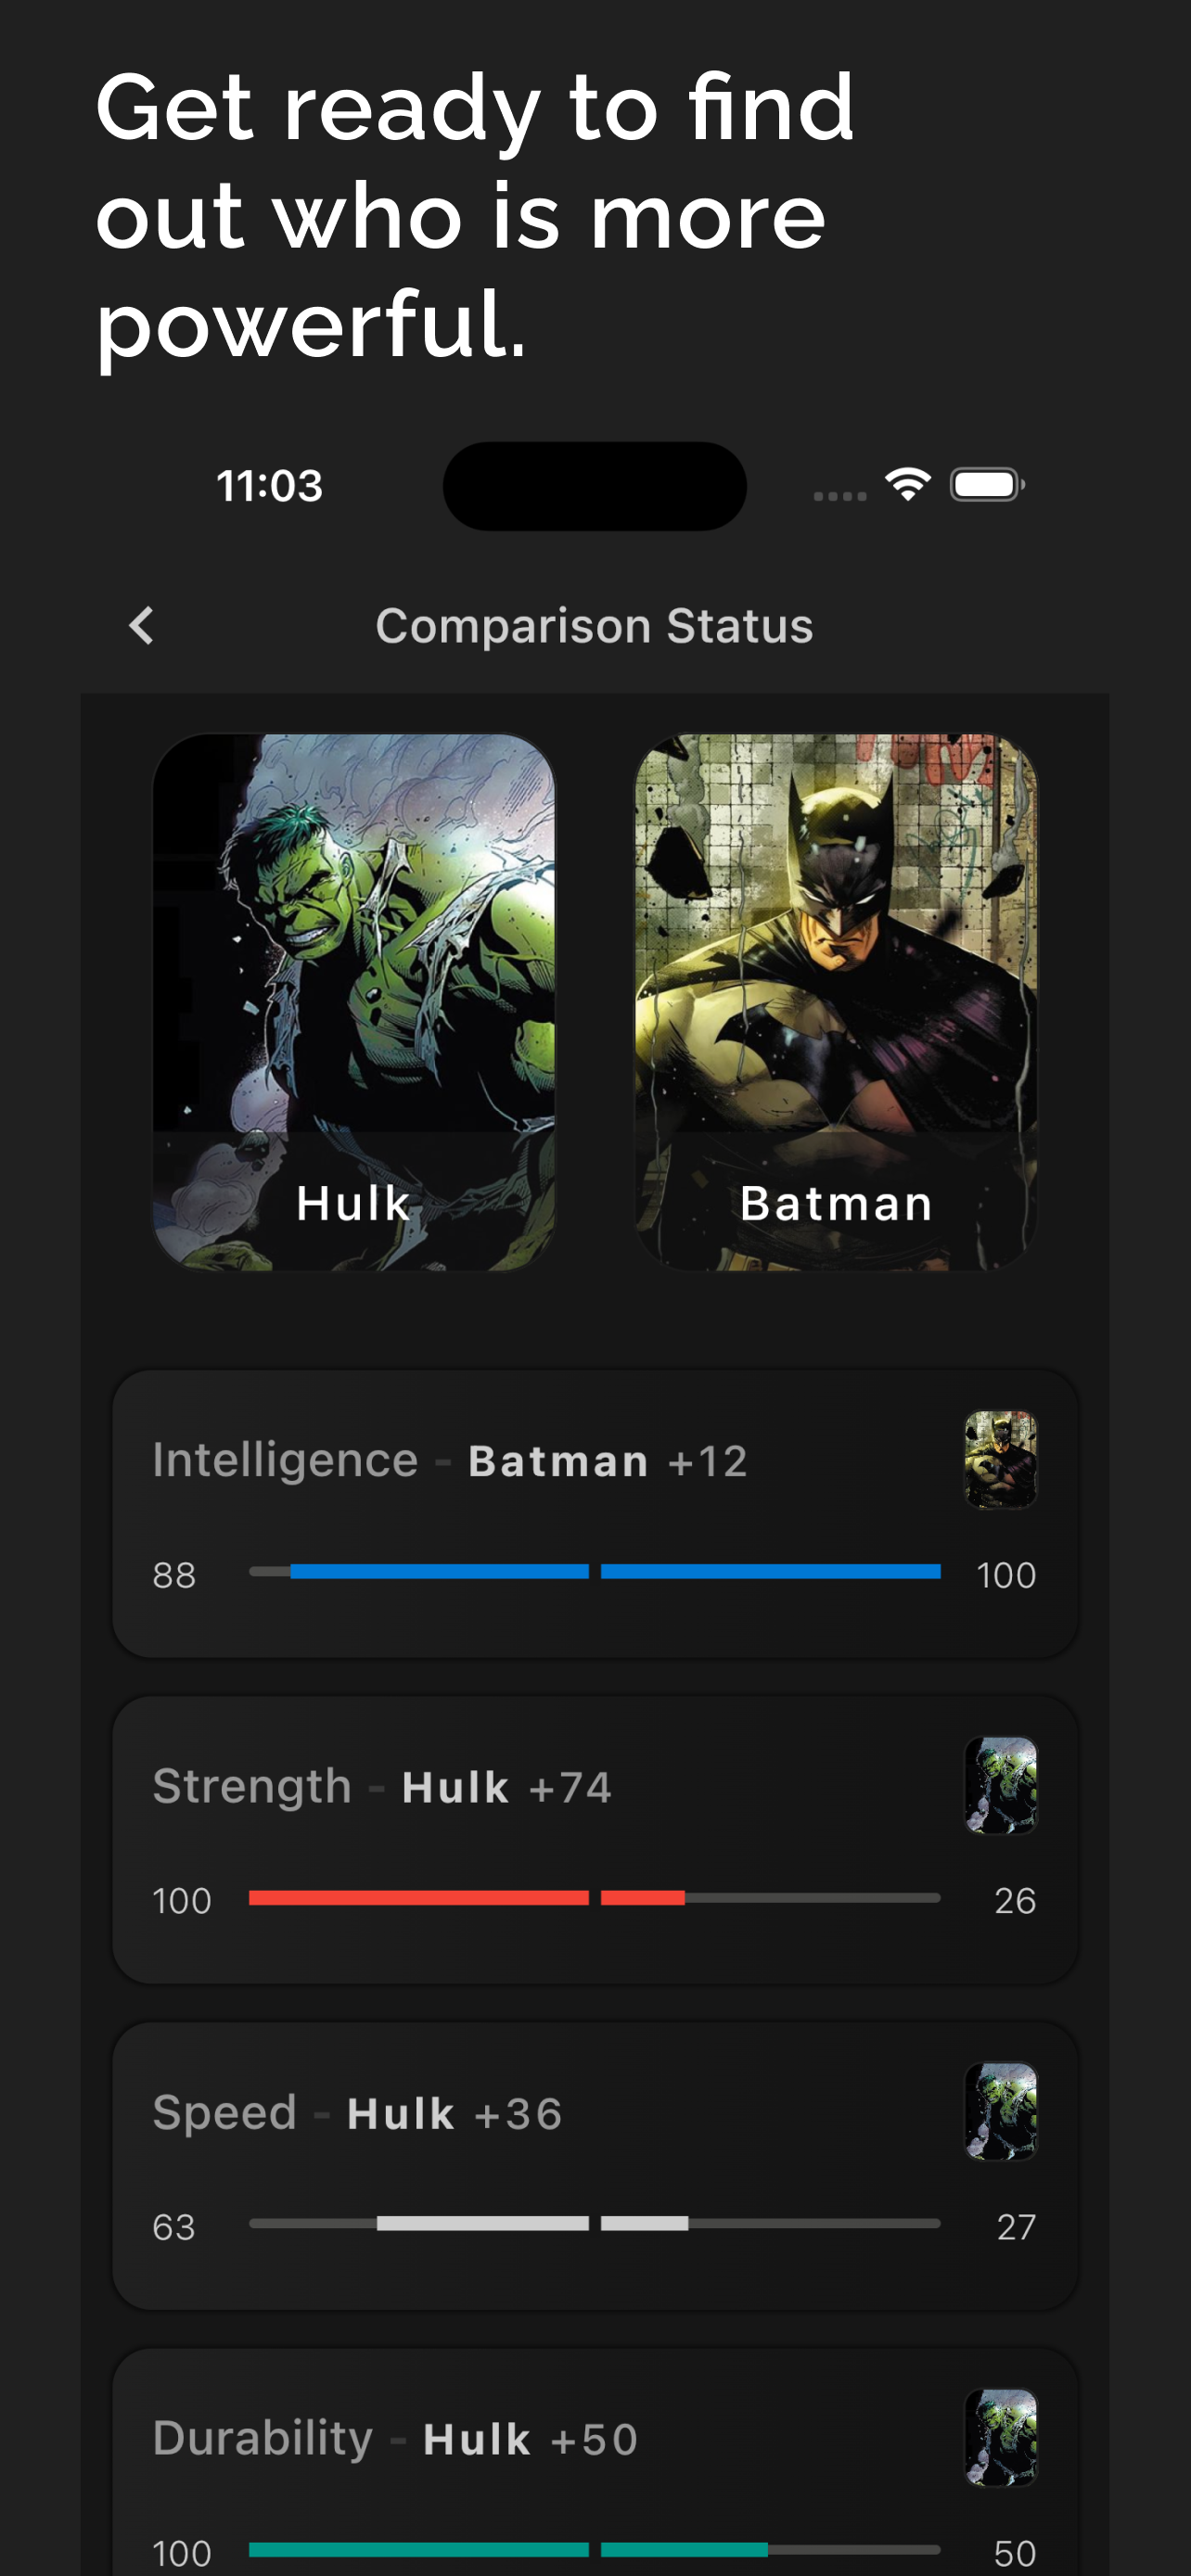 Get ready to find
out who is more
powerful.
11:03
Comparison Status
Hulk
Batman
Intelligence - Batman +12
88
100
Strength - Hulk +74
100
26
Speed - Hulk +36
63
27
Durability - Hulk +50
100
50